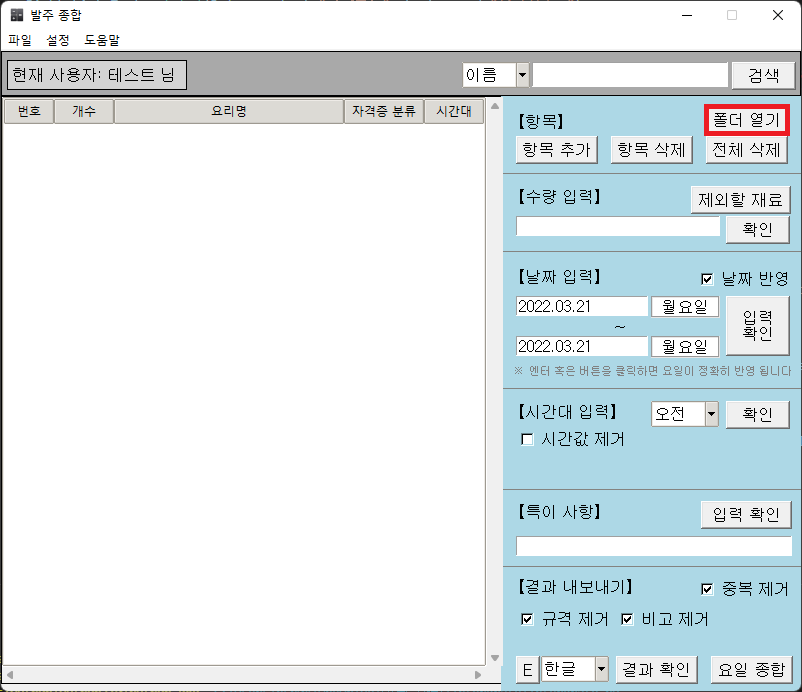 발주 종합
파일 설정 도움말
현재 사용자: 테스트 님
이름
검색
번호 개수 요리명 자격증 분류 시간대
【항목】 폴더 열기
항목 추가 항목 삭제 전체 삭제
【수량 입력】 제외할 재료
확인
【날짜 입력】 날짜 반영
2022.03.21 월요일
~
2022.03.21 월요일
입력
확인
※ 엔터 혹은 버튼을 클릭하면 요일이 정확히 반영 됩니다
【시간대 입력】 오전 확인
시간값 제거
【특이 사항】 입력 확인
【결과 내보내기】 중복 제거
규격 제거 비고 제거
E 한글 결과 확인 요일 종합